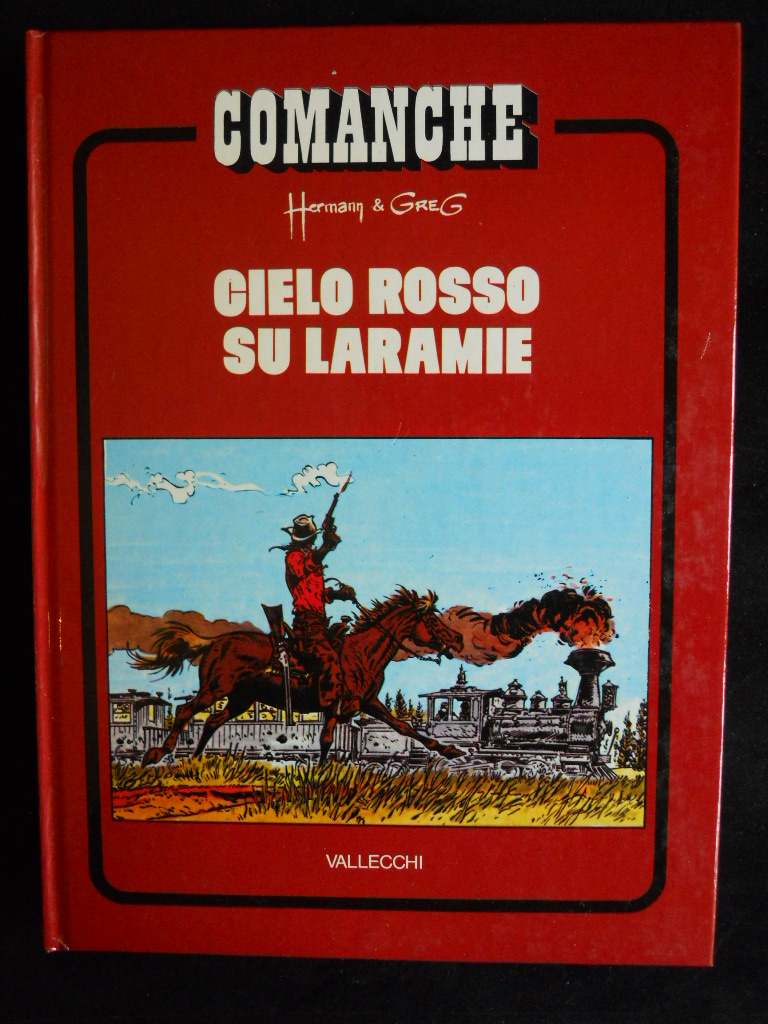 COMANCHE
Hermann & GREG
CIELO ROSSO
SU LARAMIE
VALLECCHI